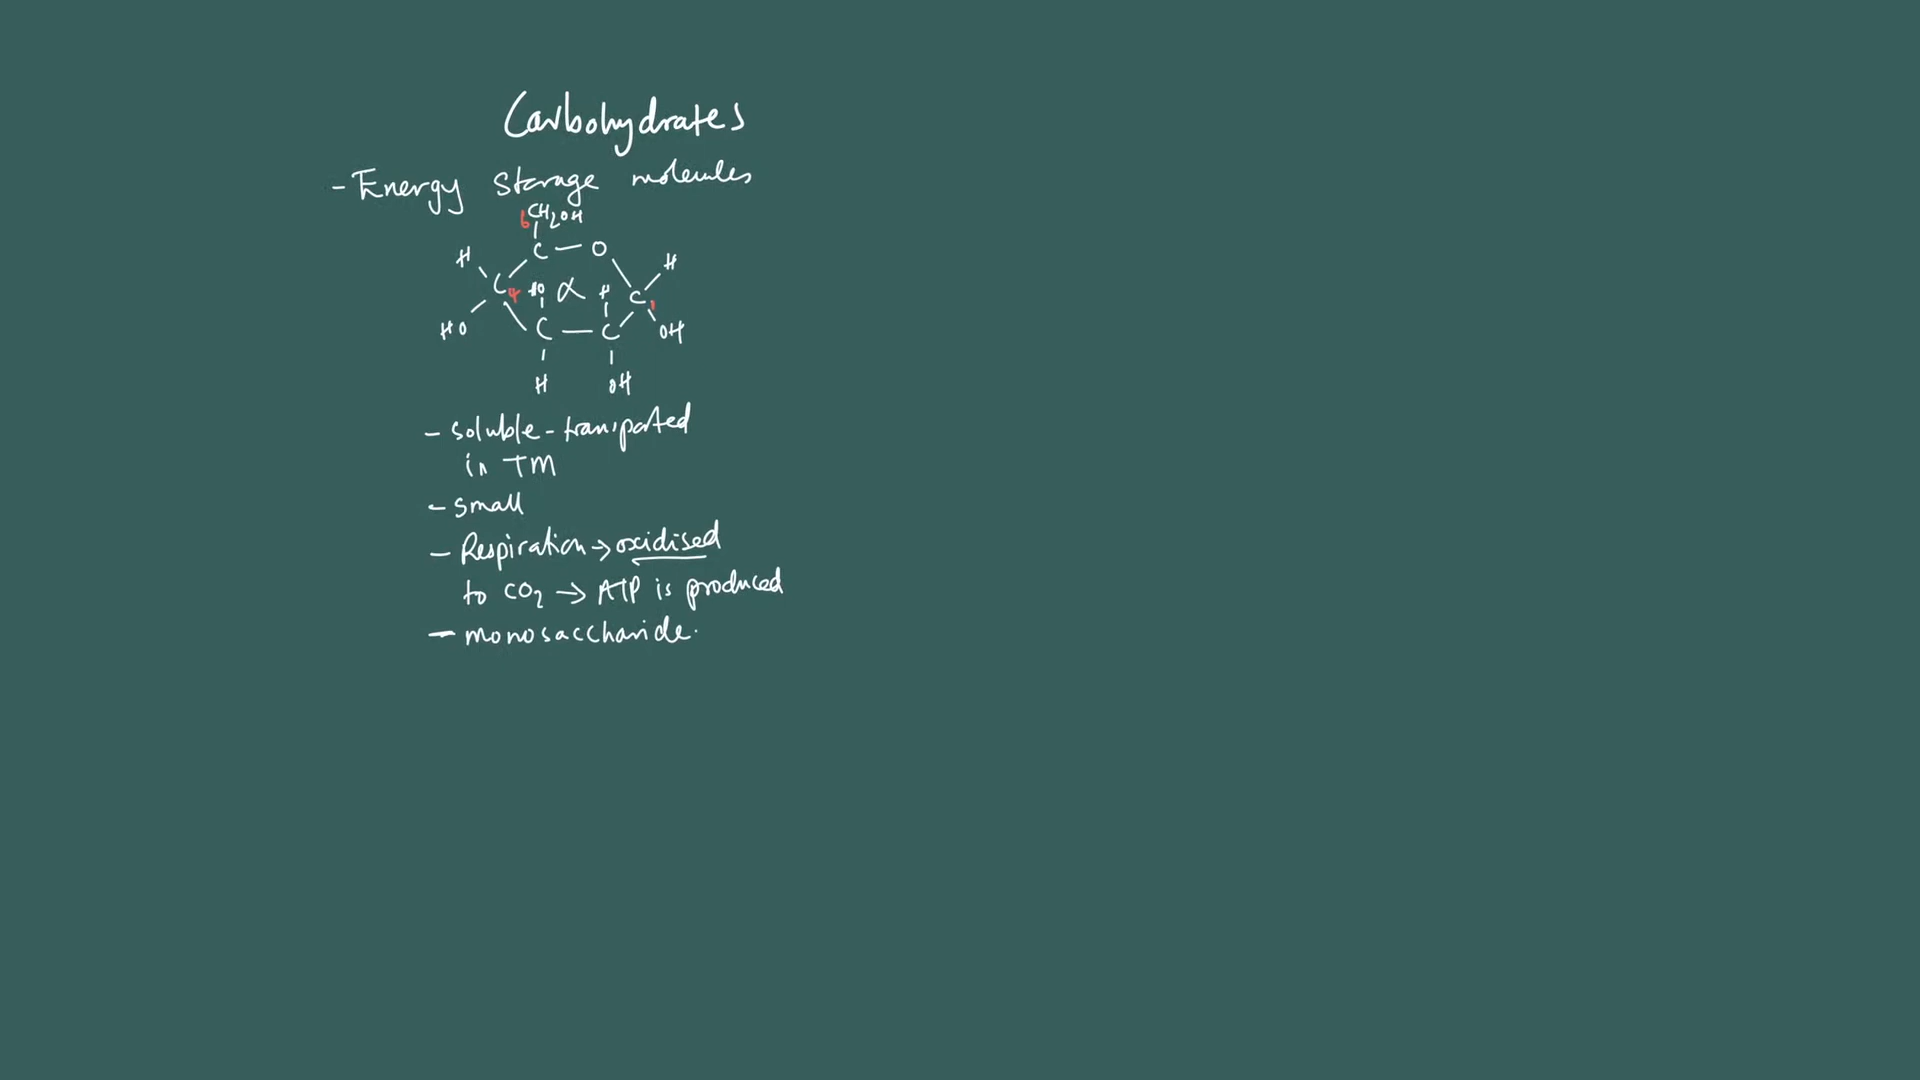 Carbohydrates
- Energy storage molecules
6 CH2OH
H C — O H
C 4 HO α H C 1
HO C — C OH
H OH
- soluble - transported
in TM
- small
- Respiration → oxidised
to CO2 → ATP is produced
- monosaccharide.